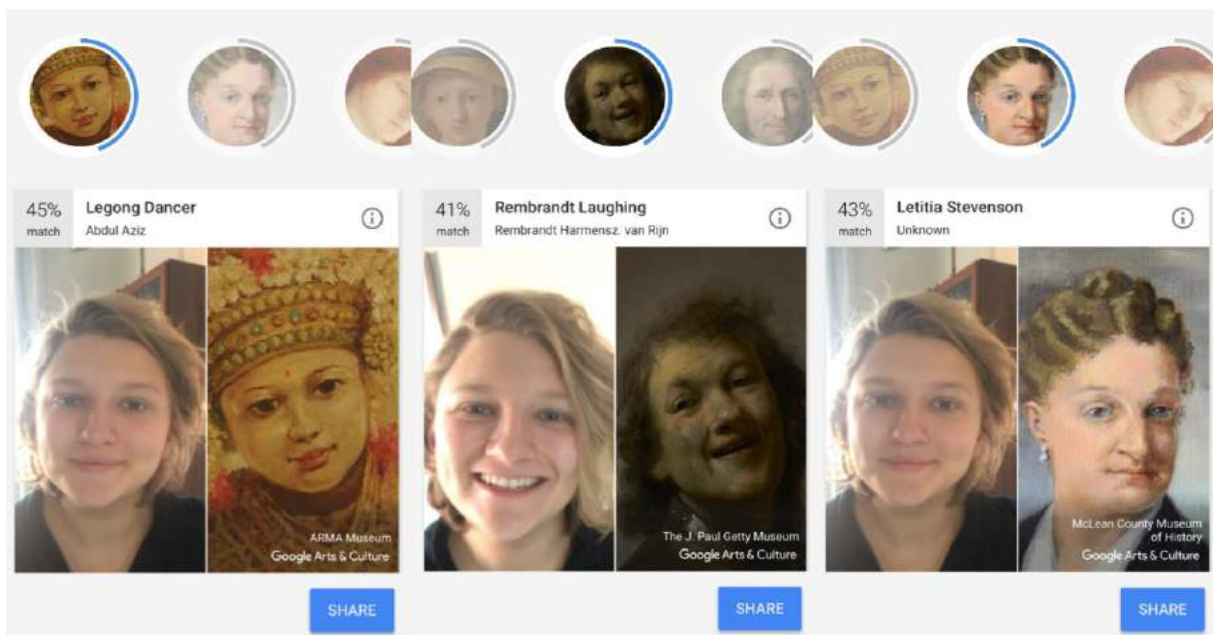 45%
match
Legong Dancer
Abdul Aziz
ARMA Museum
Google Arts & Culture
SHARE
41%
match
Rembrandt Laughing
Rembrandt Harmensz. van Rijn
The J. Paul Getty Museum
Google Arts & Culture
SHARE
43%
match
Letitia Stevenson
Unknown
McLean County Museum
of History
Google Arts & Culture
SHARE